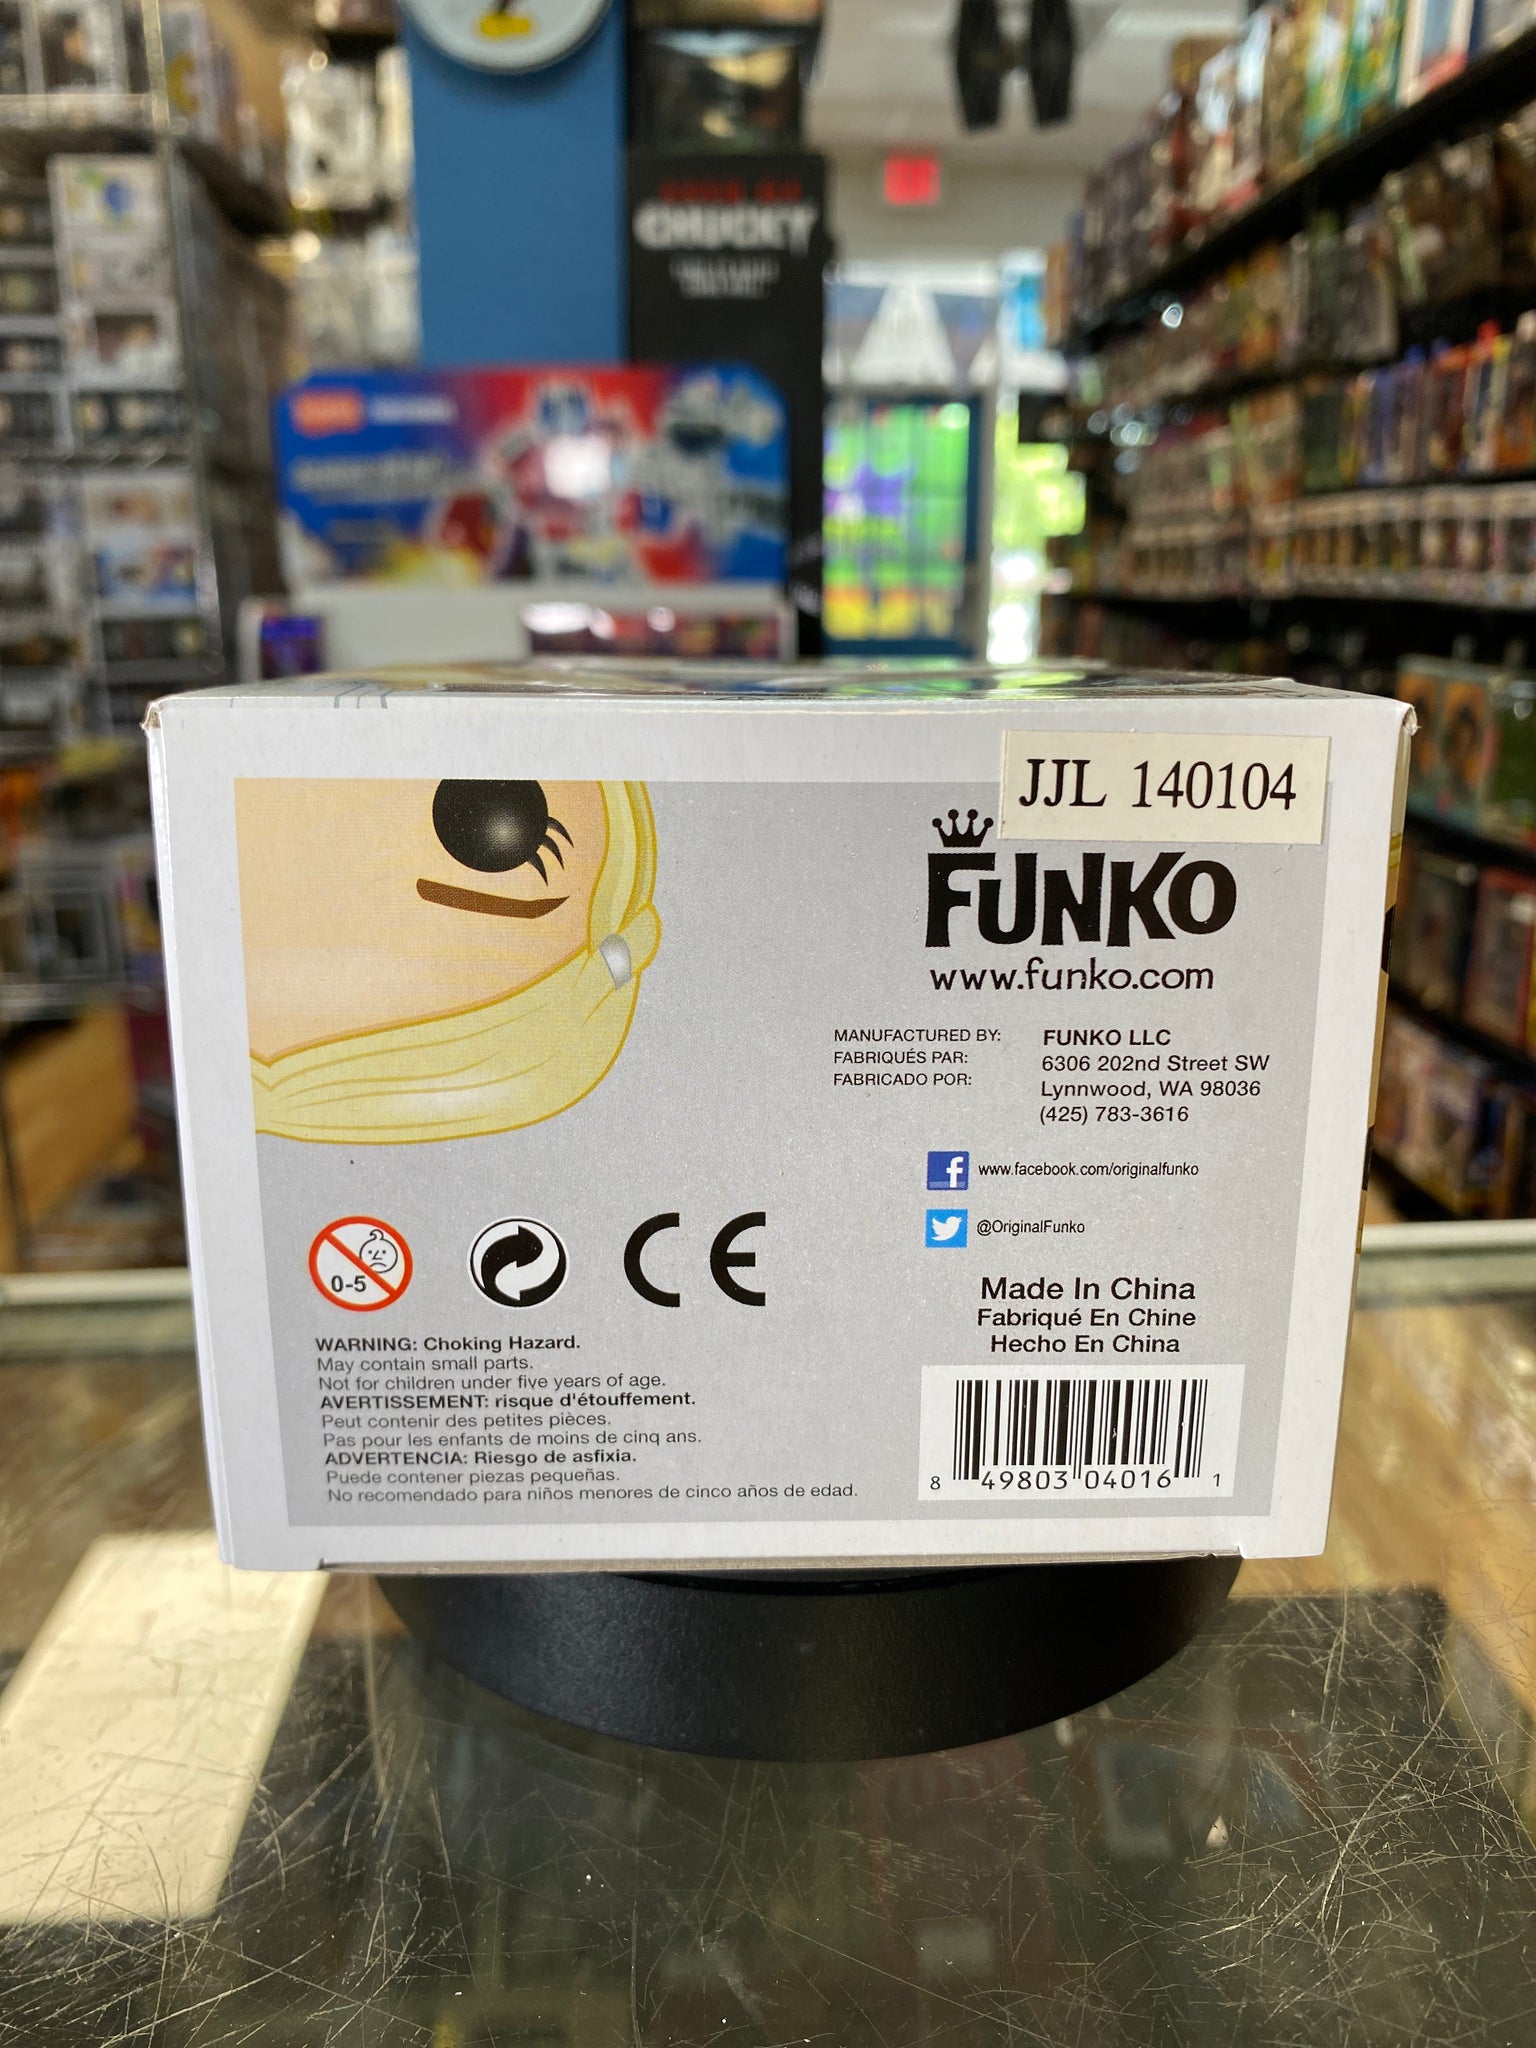 CHUCKY
JJL 140104
FUNKO
www.funko.com
MANUFACTURED BY:
FABRIQUÉS PAR:
FABRICADO POR:
FUNKO LLC
6306 202nd Street SW
Lynnwood, WA 98036
(425) 783-3616
www.facebook.com/originalfunko
@OriginalFunko
0-5
CE
WARNING: Choking Hazard.
May contain small parts.
Not for children under five years of age.
AVERTISSEMENT: risque d'étouffement.
Peut contenir des petites pièces.
Pas pour les enfants de moins de cinq ans.
ADVERTENCIA: Riesgo de asfixia.
Puede contener piezas pequeñas.
No recomendado para niños menores de cinco años de edad.
Made In China
Fabriqué En Chine
Hecho En China
8 49803 04016 1